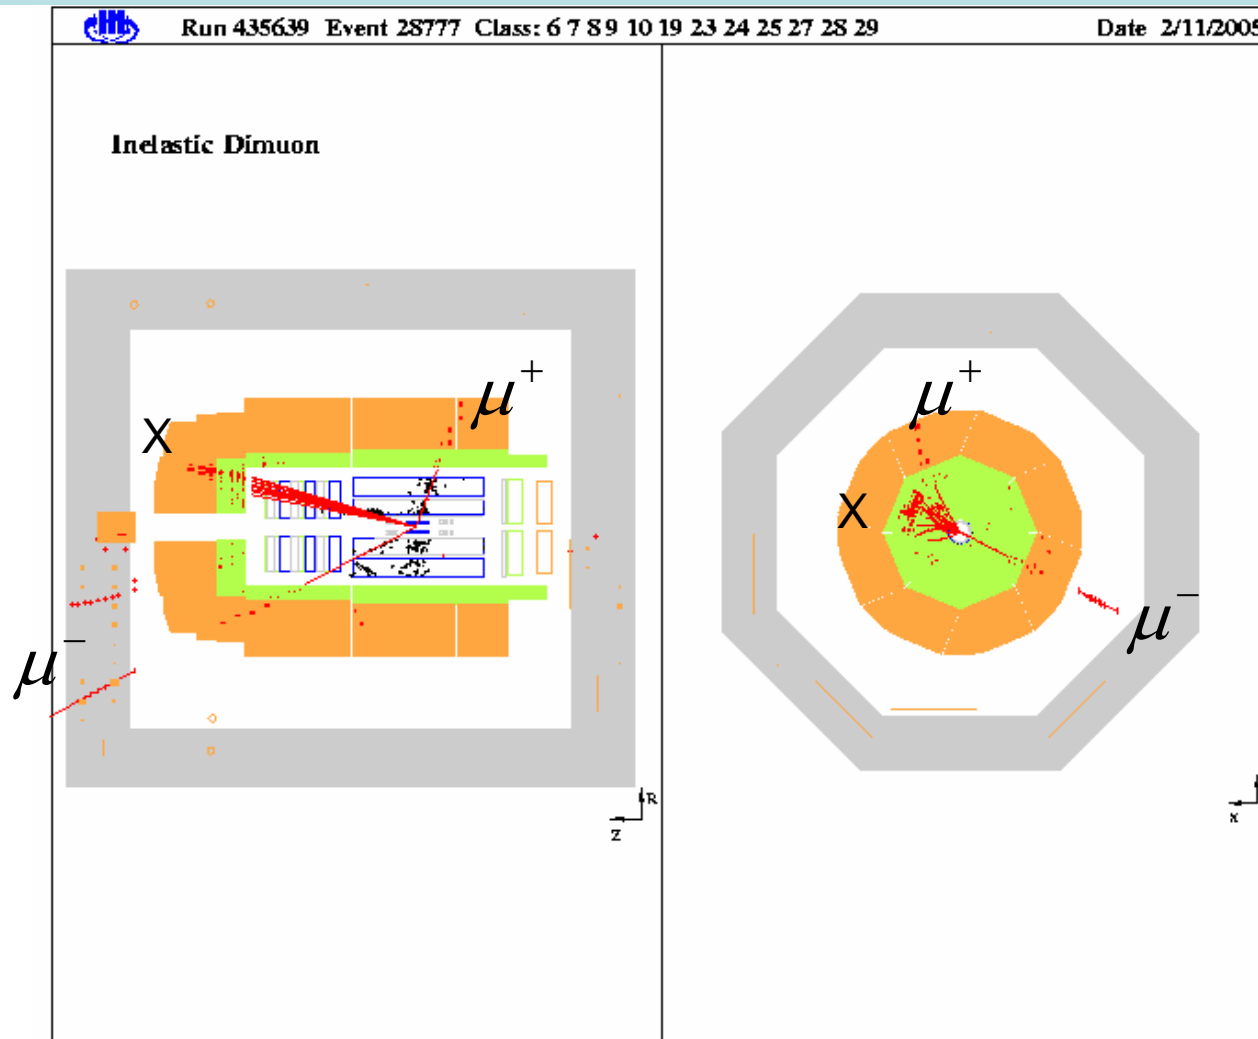 Run 435639 Event 28777 Class: 6 7 8 9 10 19 23 24 25 27 28 29 Date 2/11/2005
Inelastic Dimuon
μ+
X
μ−
R
Z
μ+
X
μ−
x